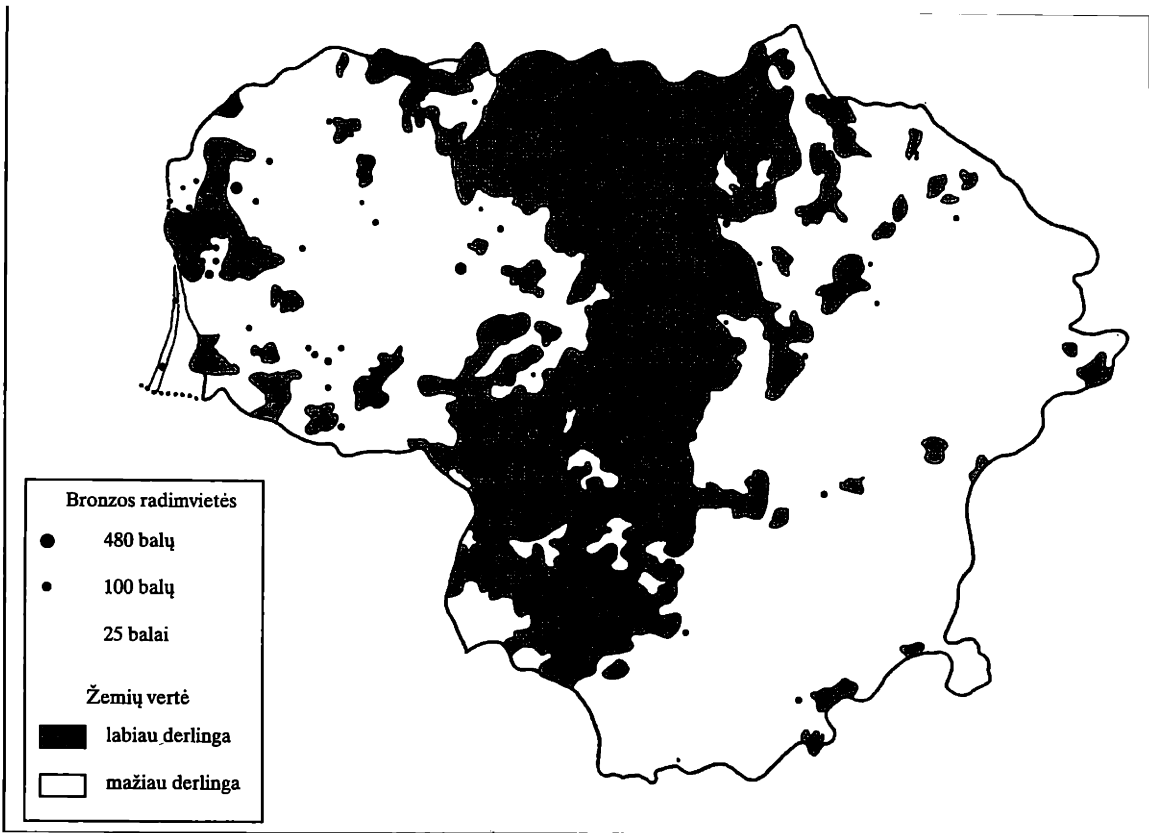 Bronzos radimvietės
480 balų
100 balų
25 balai
Žemių vertė
labiau derlinga
mažiau derlinga